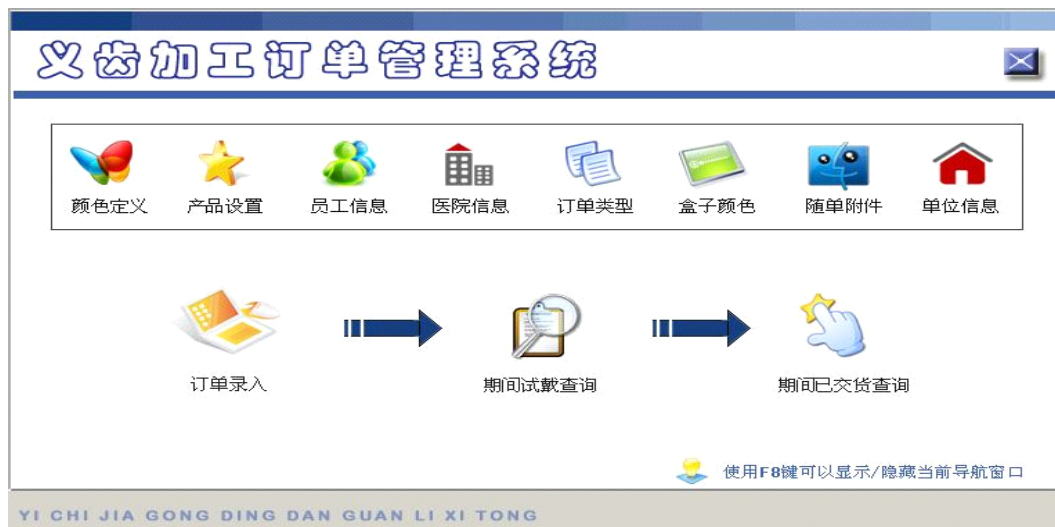 义齿加工订单管理系统
颜色定义 产品设置 员工信息 医院信息 订单类型 盒子颜色 随单附件 单位信息
订单录入 期间试戴查询 期间已交货查询
使用F8键可以显示/隐藏当前导航窗口
YI CHI JIA GONG DING DAN GUAN LI XI TONG